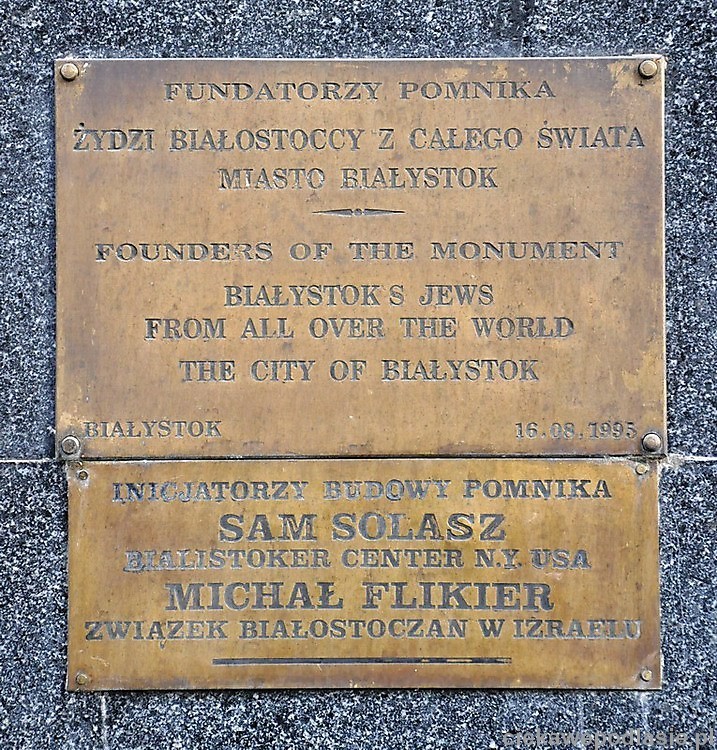 FUNDATORZY POMNIKA
ŻYDZI BIAŁOSTOCCY Z CAŁEGO ŚWIATA
MIASTO BIAŁYSTOK
FOUNDERS OF THE MONUMENT
BIAŁYSTOK S JEWS
FROM ALL OVER THE WORLD
THE CITY OF BIAŁYSTOK
BIAŁYSTOK 16.08.1995
INICJATORZY BUDOWY POMNIKA
SAM SOLASZ
BIALISTOKER CENTER N.Y. USA
MICHAŁ FLIKIER
ZWIĄZEK BIAŁOSTOCZAN W IZRAELU
ciekawepodlasie.pl